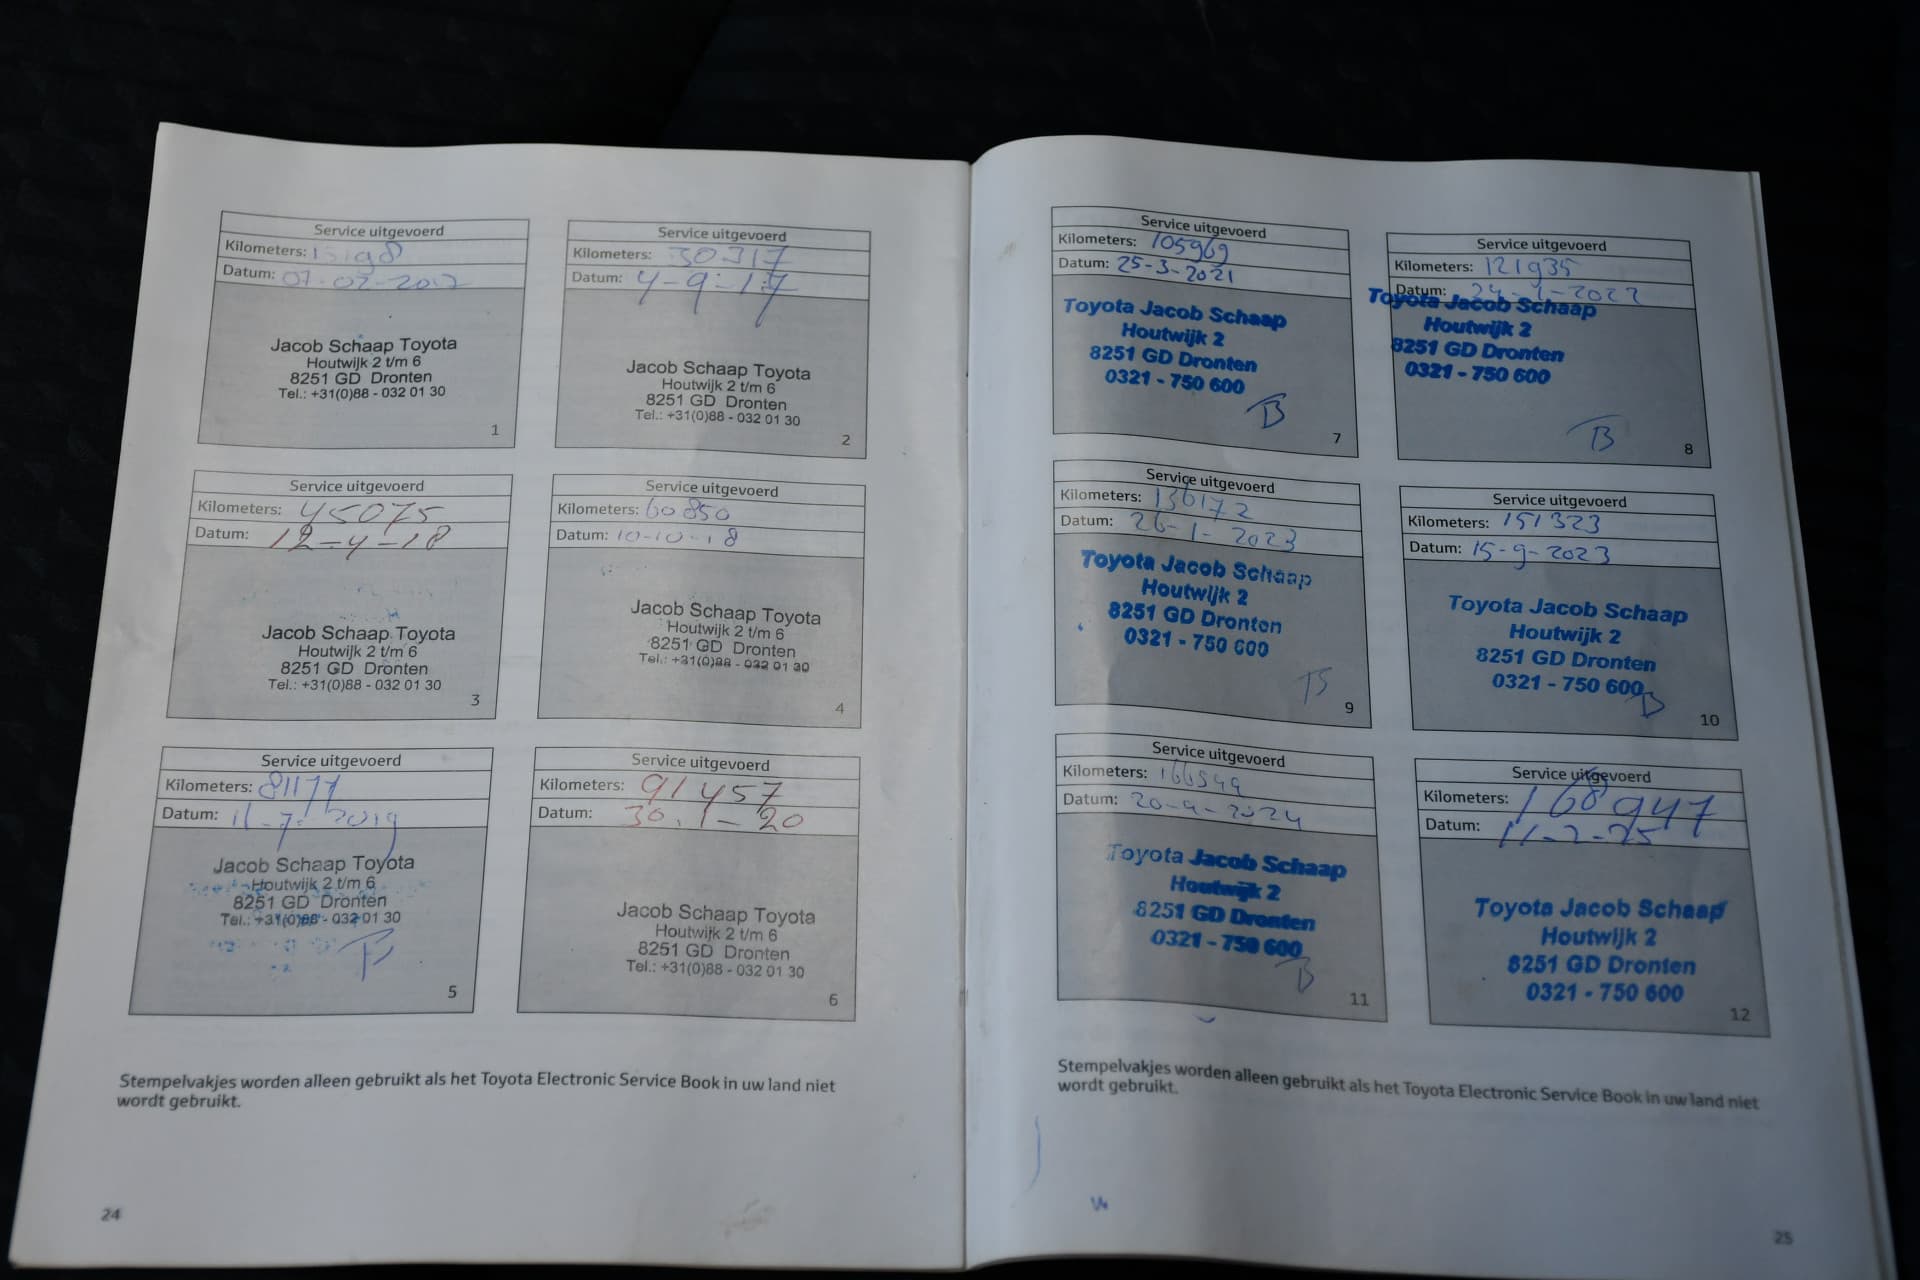 Service uitgevoerd
Kilometers: 15198
Datum: 07-02-2017
Jacob Schaap Toyota
Houtwijk 2 t/m 6
8251 GD Dronten
Tel.: +31(0)88 - 032 01 30
1
Service uitgevoerd
Kilometers: 30317
Datum: 4-9-17
Jacob Schaap Toyota
Houtwijk 2 t/m 6
8251 GD Dronten
Tel.: +31(0)88 - 032 01 30
2
Service uitgevoerd
Kilometers: 45075
Datum: 12-4-18
Jacob Schaap Toyota
Houtwijk 2 t/m 6
8251 GD Dronten
Tel.: +31(0)88 - 032 01 30
3
Service uitgevoerd
Kilometers: 60850
Datum: 10-10-18
Jacob Schaap Toyota
Houtwijk 2 t/m 6
8251 GD Dronten
Tel.: +31(0)88 - 032 01 30
4
Service uitgevoerd
Kilometers: 81177
Datum: 11-7-2019
Jacob Schaap Toyota
Houtwijk 2 t/m 6
8251 GD Dronten
Tel.: +31(0)88 - 032 01 30
5
Service uitgevoerd
Kilometers: 91457
Datum: 30.1-20
Jacob Schaap Toyota
Houtwijk 2 t/m 6
8251 GD Dronten
Tel.: +31(0)88 - 032 01 30
6
Stempelvakjes worden alleen gebruikt als het Toyota Electronic Service Book in uw land niet
wordt gebruikt.
24
Service uitgevoerd
Kilometers: 105969
Datum: 25-3-2021
Toyota Jacob Schaap
Houtwijk 2
8251 GD Dronten
0321 - 750 600
7
Service uitgevoerd
Kilometers: 121935
Datum:
Toyota Jacob Schaap
Houtwijk 2
8251 GD Dronten
0321 - 750 600
8
Service uitgevoerd
Kilometers: 136172
Datum: 26-1-2023
Toyota Jacob Schaap
Houtwijk 2
8251 GD Dronten
0321 - 750 600
9
Service uitgevoerd
Kilometers: 151323
Datum: 15-9-2023
Toyota Jacob Schaap
Houtwijk 2
8251 GD Dronten
0321 - 750 600
10
Service uitgevoerd
Kilometers: 166549
Datum: 20-9-2024
Toyota Jacob Schaap
Houtwijk 2
8251 GD Dronten
0321 - 750 600
11
Service uitgevoerd
Kilometers: 168947
Datum: 11-2-25
Toyota Jacob Schaap
Houtwijk 2
8251 GD Dronten
0321 - 750 600
12
Stempelvakjes worden alleen gebruikt als het Toyota Electronic Service Book in uw land niet
wordt gebruikt.
25